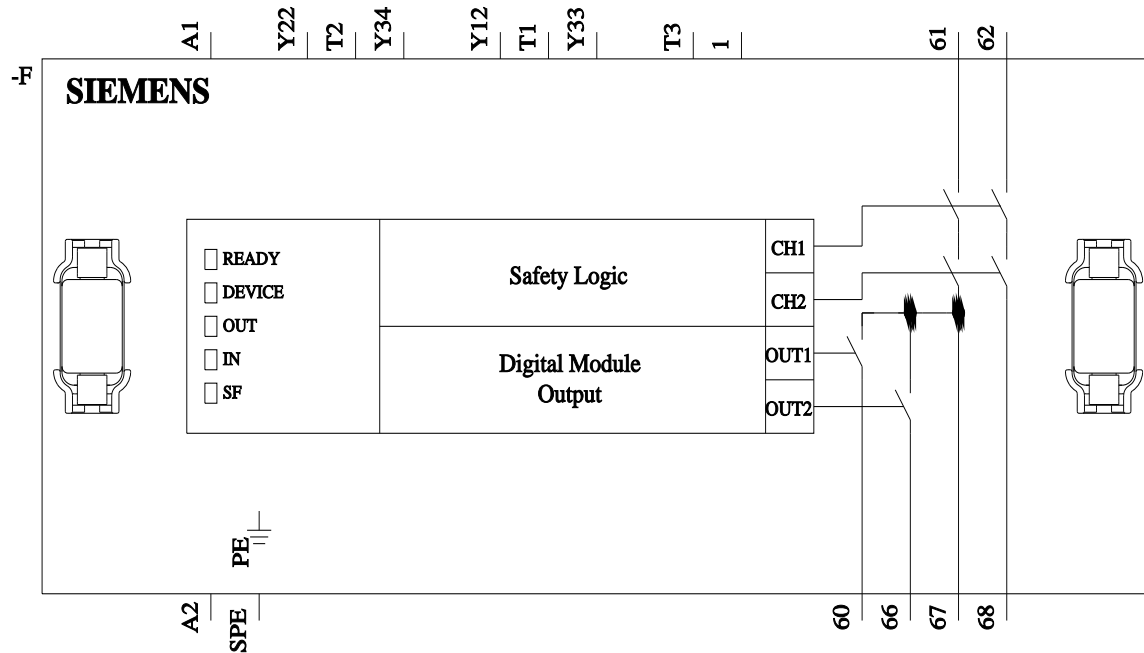 A1 Y22 T2 Y34 Y12 T1 Y33 T3 1 61 62
-F
SIEMENS
READY
DEVICE
OUT
IN
SF
Safety Logic
Digital Module
Output
CH1
CH2
OUT1
OUT2
PE
A2 SPE 60 66 67 68